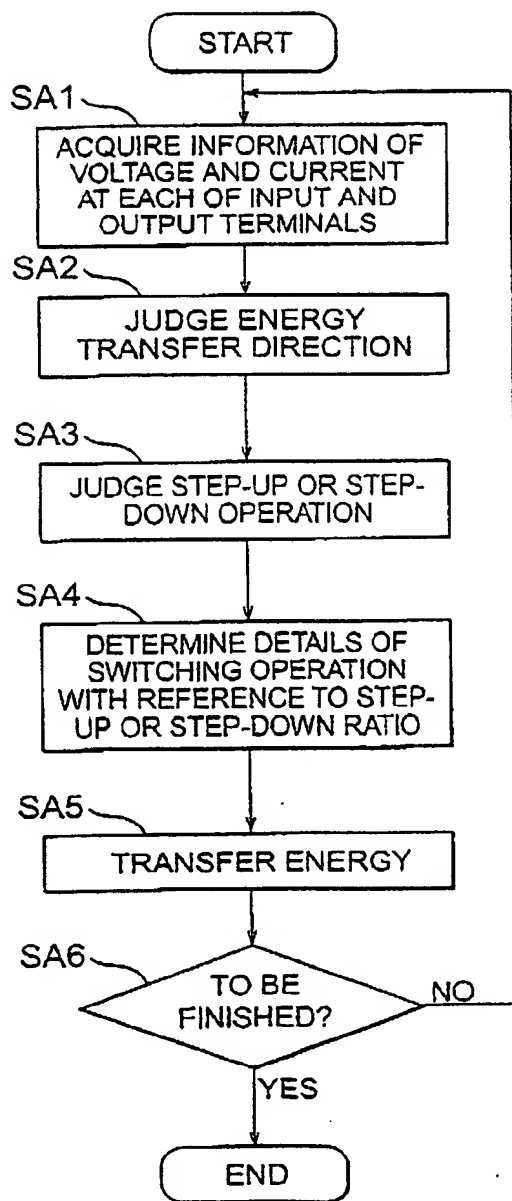 START
SA1
ACQUIRE INFORMATION OF
VOLTAGE AND CURRENT
AT EACH OF INPUT AND
OUTPUT TERMINALS
SA2
JUDGE ENERGY
TRANSFER DIRECTION
SA3
JUDGE STEP-UP OR STEP-
DOWN OPERATION
SA4
DETERMINE DETAILS OF
SWITCHING OPERATION
WITH REFERENCE TO STEP-
UP OR STEP-DOWN RATIO
SA5
TRANSFER ENERGY
SA6
TO BE
FINISHED?
NO
YES
END